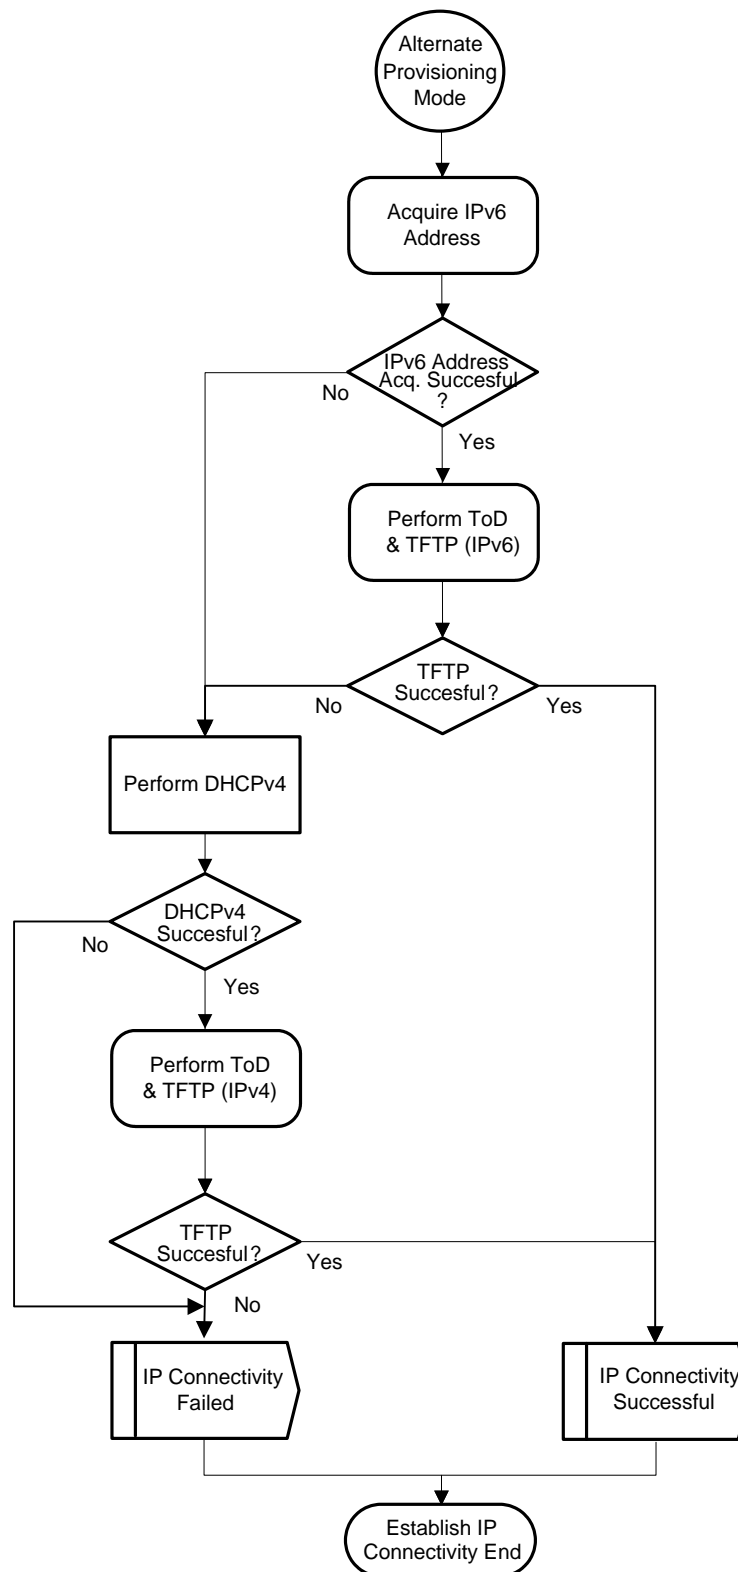 Alternate
Provisioning
Mode
Acquire IPv6
Address
IPv6 Address
Acq. Succesful
?
No
Yes
Perform ToD
& TFTP (IPv6)
TFTP
Succesful?
No
Yes
Perform DHCPv4
DHCPv4
Succesful?
No
Yes
Perform ToD
& TFTP (IPv4)
TFTP
Succesful?
Yes
No
IP Connectivity
Failed
IP Connectivity
Successful
Establish IP
Connectivity End